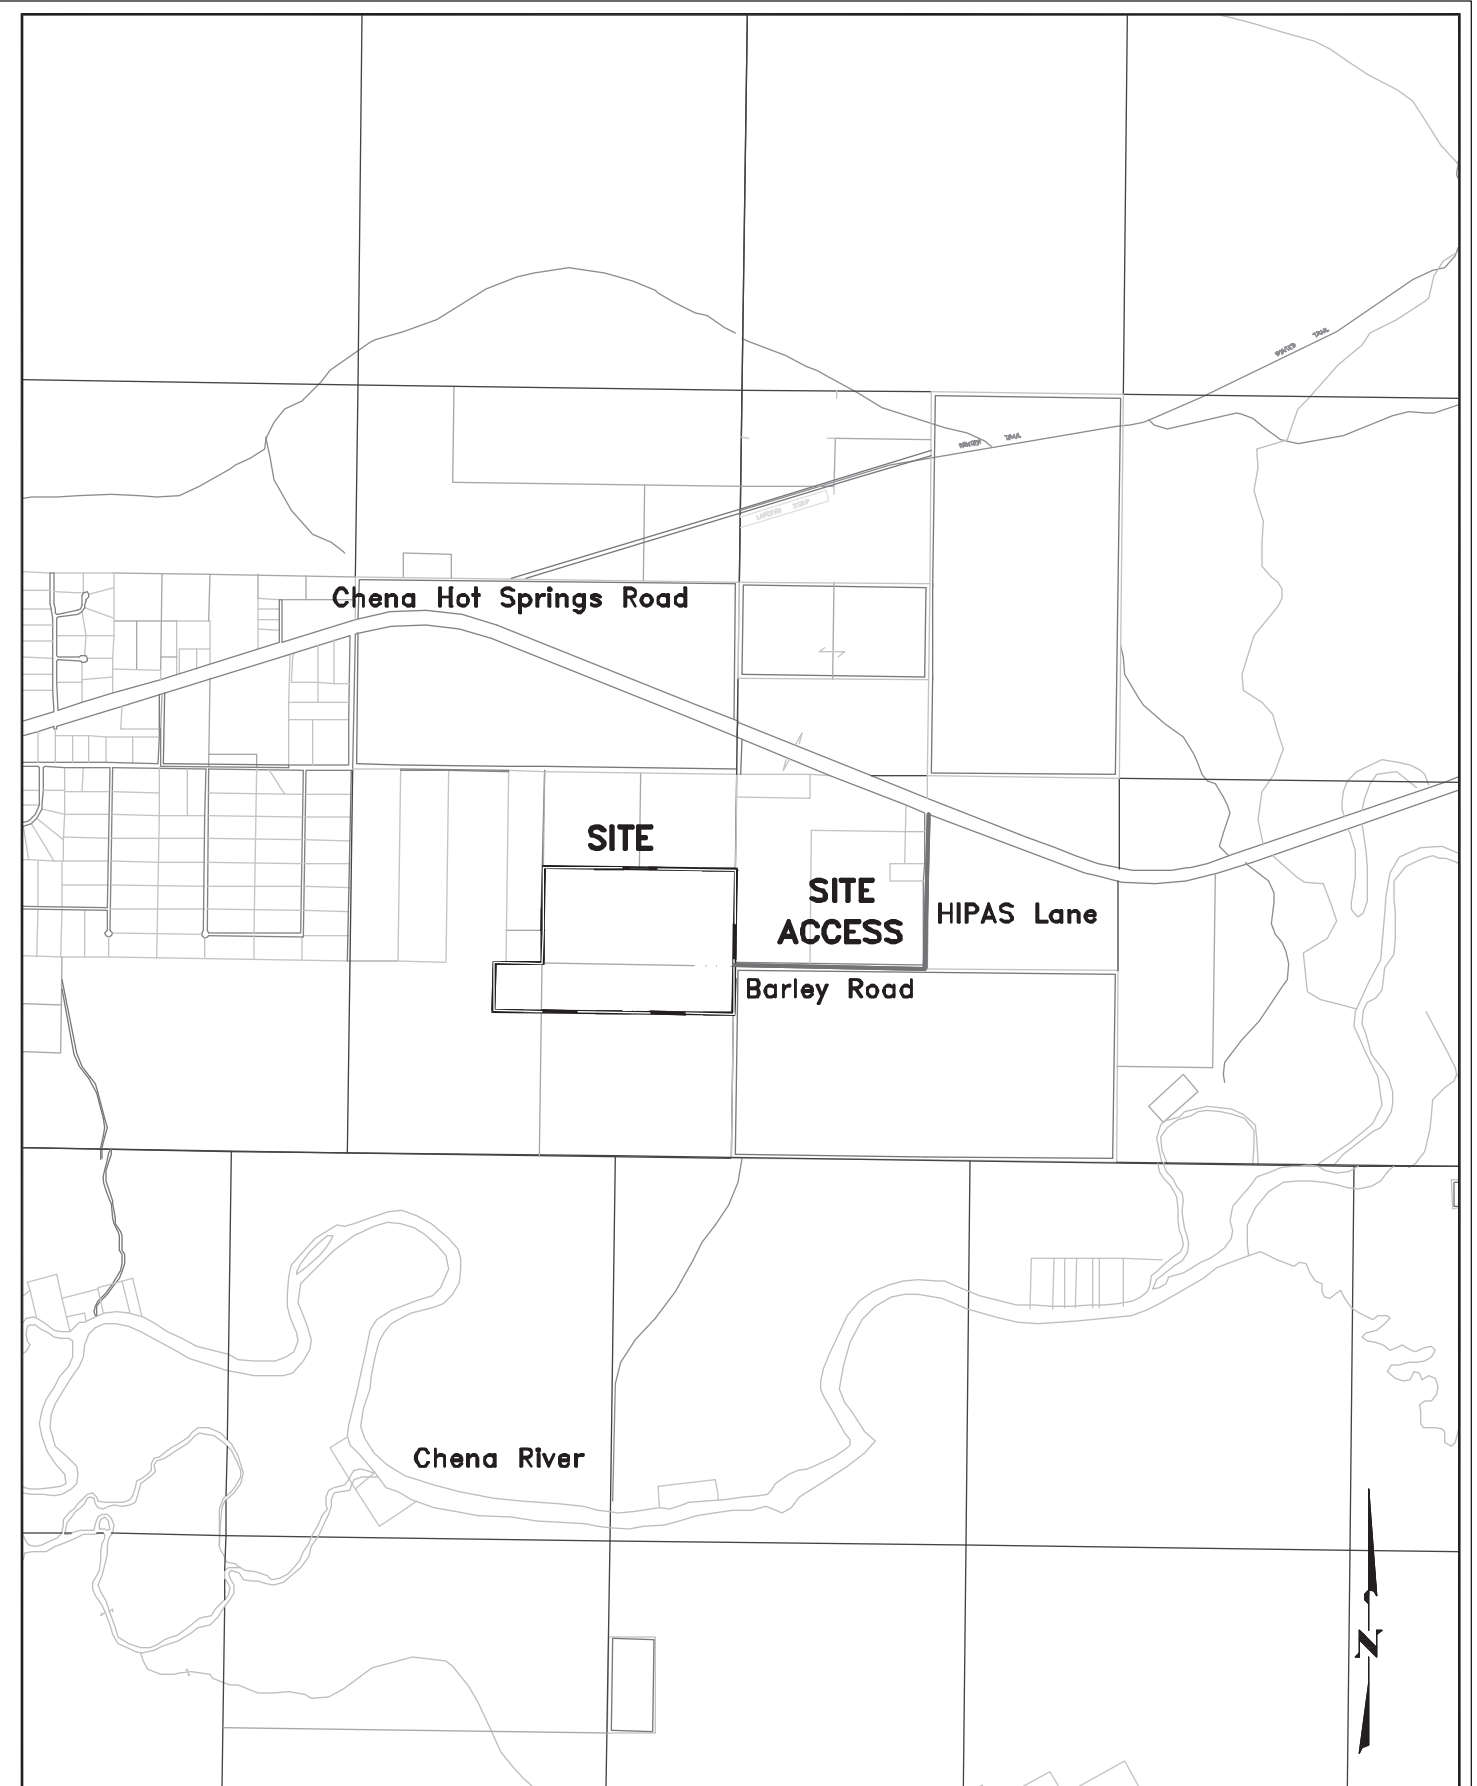 Chena Hot Springs Road
SITE
SITE
ACCESS
HIPAS Lane
Barley Road
Chena River
N